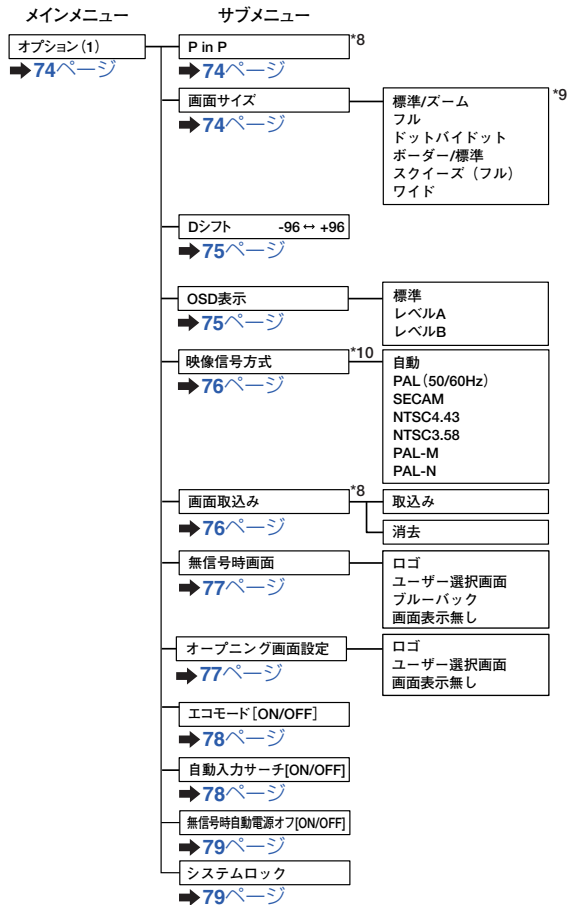 メインメニュー
サブメニュー
オプション(1)
➡74ページ
P in P
*8
➡74ページ
画面サイズ
➡74ページ
標準/ズーム
*9
フル
ドットバイドット
ボーダー/標準
スクイーズ（フル）
ワイド
Dシフト -96 ↔ +96
➡75ページ
OSD表示
➡75ページ
標準
レベルA
レベルB
映像信号方式
*10
➡76ページ
自動
PAL(50/60Hz)
SECAM
NTSC4.43
NTSC3.58
PAL-M
PAL-N
画面取込み
*8
➡76ページ
取込み
消去
無信号時画面
➡77ページ
ロゴ
ユーザー選択画面
ブルーバック
画面表示無し
オープニング画面設定
➡77ページ
ロゴ
ユーザー選択画面
画面表示無し
エコモード[ON/OFF]
➡78ページ
自動入力サーチ[ON/OFF]
➡78ページ
無信号時自動電源オフ[ON/OFF]
➡79ページ
システムロック
➡79ページ